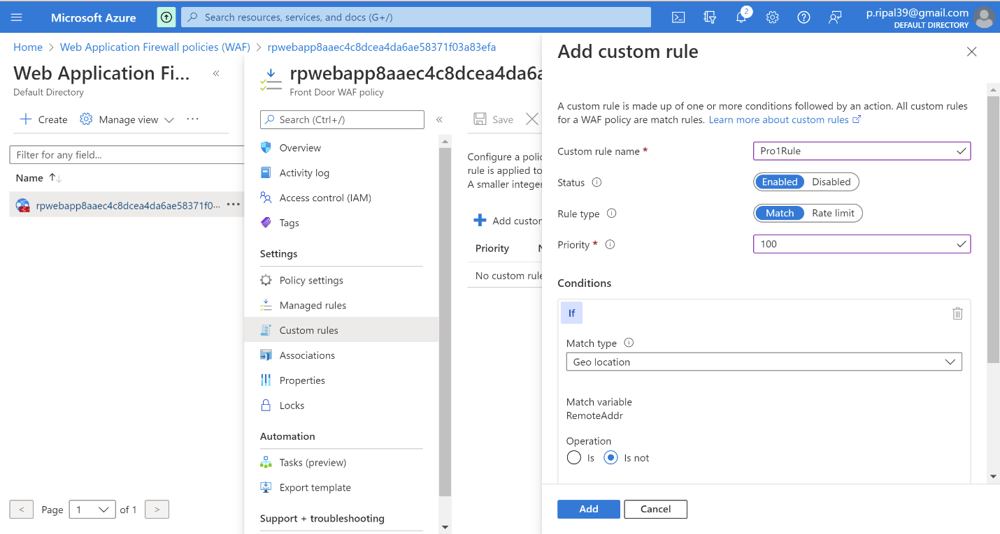 Microsoft Azure
Search resources, services, and docs (G+/)
2
p.ripal39@gmail.com
DEFAULT DIRECTORY
Home > Web Application Firewall policies (WAF) > rpwebapp8aaec4c8dcea4da6ae58371f03a83efa
Web Application Fi...
Default Directory
+ Create
Manage view
...
Filter for any field...
Name
rpwebapp8aaec4c8dcea4da6ae58371f0...
< Page 1 of 1 >
rpwebapp8aaec4c8dcea4da6a
Front Door WAF policy
Search (Ctrl+/)
Overview
Activity log
Access control (IAM)
Tags
Settings
Policy settings
Managed rules
Custom rules
Associations
Properties
Locks
Automation
Tasks (preview)
Export template
Support + troubleshooting
Save
Configure a polic
rule is applied to
A smaller integer
Add custor
Priority
No custom rule
Add custom rule
A custom rule is made up of one or more conditions followed by an action. All custom rules
for a WAF policy are match rules. Learn more about custom rules
Custom rule name *
Pro1Rule
Status
Enabled Disabled
Rule type
Match Rate limit
Priority *
100
Conditions
If
Match type
Geo location
Match variable
RemoteAddr
Operation
Is Is not
Add Cancel